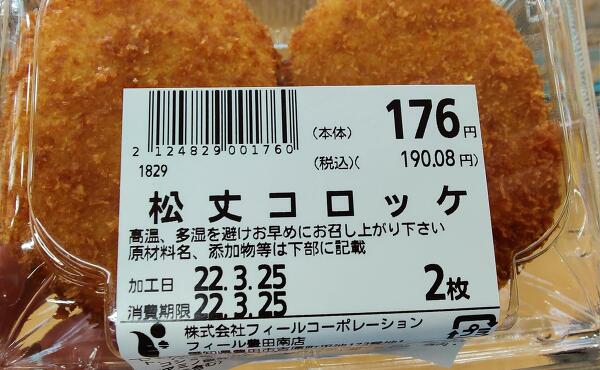 (本体) 176円
2 124829 001760
1829
(税込)( 190.08 円)
松丈コロッケ
高温、多湿を避けお早めにお召し上がり下さい
原材料名、添加物等は下部に記載
加工日 22.3.25
消費期限 22.3.25
2枚
株式会社フィールコーポレーション
フィール豊田南店